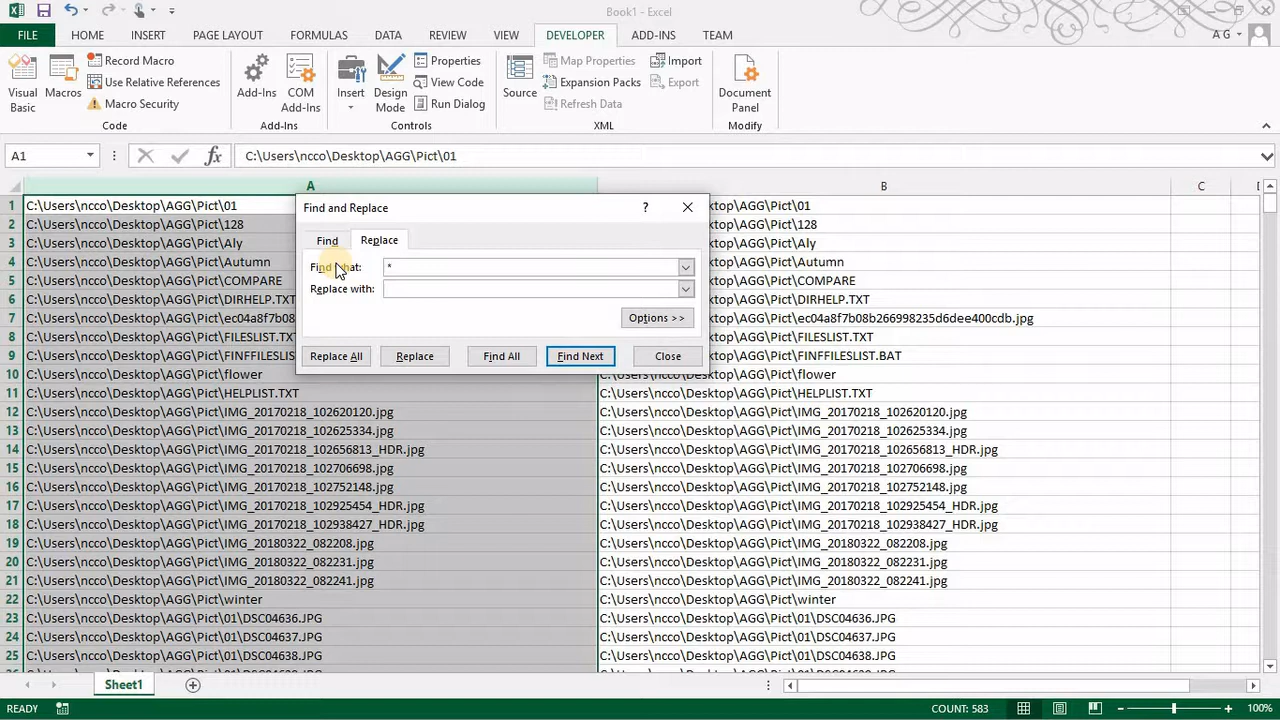 Book1 - Excel
FILE HOME INSERT PAGE LAYOUT FORMULAS DATA REVIEW VIEW DEVELOPER ADD-INS TEAM A G
Visual Basic
Macros
Record Macro
Use Relative References
Macro Security
Code
Add-Ins
COM Add-Ins
Add-Ins
Insert
Design Mode
Properties
View Code
Run Dialog
Controls
Source
Map Properties
Expansion Packs
Refresh Data
Import
Export
XML
Document Panel
Modify
A1 fx C:\Users\ncco\Desktop\AGG\Pict\01
A B C
1 C:\Users\ncco\Desktop\AGG\Pict\01 \Desktop\AGG\Pict\01
2 C:\Users\ncco\Desktop\AGG\Pict\128 \Desktop\AGG\Pict\128
3 C:\Users\ncco\Desktop\AGG\Pict\Aly \Desktop\AGG\Pict\Aly
4 C:\Users\ncco\Desktop\AGG\Pict\Autumn \Desktop\AGG\Pict\Autumn
5 C:\Users\ncco\Desktop\AGG\Pict\COMPARE \Desktop\AGG\Pict\COMPARE
6 C:\Users\ncco\Desktop\AGG\Pict\DIRHELP.TXT \Desktop\AGG\Pict\DIRHELP.TXT
7 C:\Users\ncco\Desktop\AGG\Pict\ec04a8f7b08 \Desktop\AGG\Pict\ec04a8f7b08b266998235d6dee400cdb.jpg
8 C:\Users\ncco\Desktop\AGG\Pict\FILESLIST.TXT \Desktop\AGG\Pict\FILESLIST.TXT
9 C:\Users\ncco\Desktop\AGG\Pict\FINFFILESLIS \Desktop\AGG\Pict\FINFFILESLIST.BAT
10 C:\Users\ncco\Desktop\AGG\Pict\flower C:\Users\ncco\Desktop\AGG\Pict\flower
11 C:\Users\ncco\Desktop\AGG\Pict\HELPLIST.TXT C:\Users\ncco\Desktop\AGG\Pict\HELPLIST.TXT
12 C:\Users\ncco\Desktop\AGG\Pict\IMG_20170218_102620120.jpg C:\Users\ncco\Desktop\AGG\Pict\IMG_20170218_102620120.jpg
13 C:\Users\ncco\Desktop\AGG\Pict\IMG_20170218_102625334.jpg C:\Users\ncco\Desktop\AGG\Pict\IMG_20170218_102625334.jpg
14 C:\Users\ncco\Desktop\AGG\Pict\IMG_20170218_102656813_HDR.jpg C:\Users\ncco\Desktop\AGG\Pict\IMG_20170218_102656813_HDR.jpg
15 C:\Users\ncco\Desktop\AGG\Pict\IMG_20170218_102706698.jpg C:\Users\ncco\Desktop\AGG\Pict\IMG_20170218_102706698.jpg
16 C:\Users\ncco\Desktop\AGG\Pict\IMG_20170218_102752148.jpg C:\Users\ncco\Desktop\AGG\Pict\IMG_20170218_102752148.jpg
17 C:\Users\ncco\Desktop\AGG\Pict\IMG_20170218_102925454_HDR.jpg C:\Users\ncco\Desktop\AGG\Pict\IMG_20170218_102925454_HDR.jpg
18 C:\Users\ncco\Desktop\AGG\Pict\IMG_20170218_102938427_HDR.jpg C:\Users\ncco\Desktop\AGG\Pict\IMG_20170218_102938427_HDR.jpg
19 C:\Users\ncco\Desktop\AGG\Pict\IMG_20180322_082208.jpg C:\Users\ncco\Desktop\AGG\Pict\IMG_20180322_082208.jpg
20 C:\Users\ncco\Desktop\AGG\Pict\IMG_20180322_082231.jpg C:\Users\ncco\Desktop\AGG\Pict\IMG_20180322_082231.jpg
21 C:\Users\ncco\Desktop\AGG\Pict\IMG_20180322_082241.jpg C:\Users\ncco\Desktop\AGG\Pict\IMG_20180322_082241.jpg
22 C:\Users\ncco\Desktop\AGG\Pict\winter C:\Users\ncco\Desktop\AGG\Pict\winter
23 C:\Users\ncco\Desktop\AGG\Pict\01\DSC04636.JPG C:\Users\ncco\Desktop\AGG\Pict\01\DSC04636.JPG
24 C:\Users\ncco\Desktop\AGG\Pict\01\DSC04637.JPG C:\Users\ncco\Desktop\AGG\Pict\01\DSC04637.JPG
25 C:\Users\ncco\Desktop\AGG\Pict\01\DSC04638.JPG C:\Users\ncco\Desktop\AGG\Pict\01\DSC04638.JPG
Find and Replace ?
Find Replace
Find what: *
Replace with:
Options >>
Replace All Replace Find All Find Next Close
Sheet1
READY COUNT: 583 100%